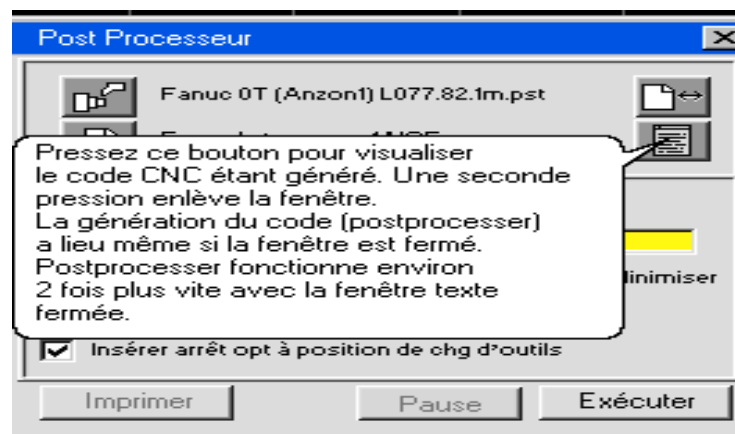 Post Processeur
Fanuc 0T (Anzon1) L077.82.1m.pst
Pressez ce bouton pour visualiser
le code CNC étant généré. Une seconde
pression enlève la fenêtre.
La génération du code (postprocesser)
a lieu même si la fenêtre est fermé.
Postprocesser fonctionne environ
2 fois plus vite avec la fenêtre texte
fermée.
linimiser
Insérer arrêt opt à position de chg d'outils
Imprimer
Pause
Exécuter